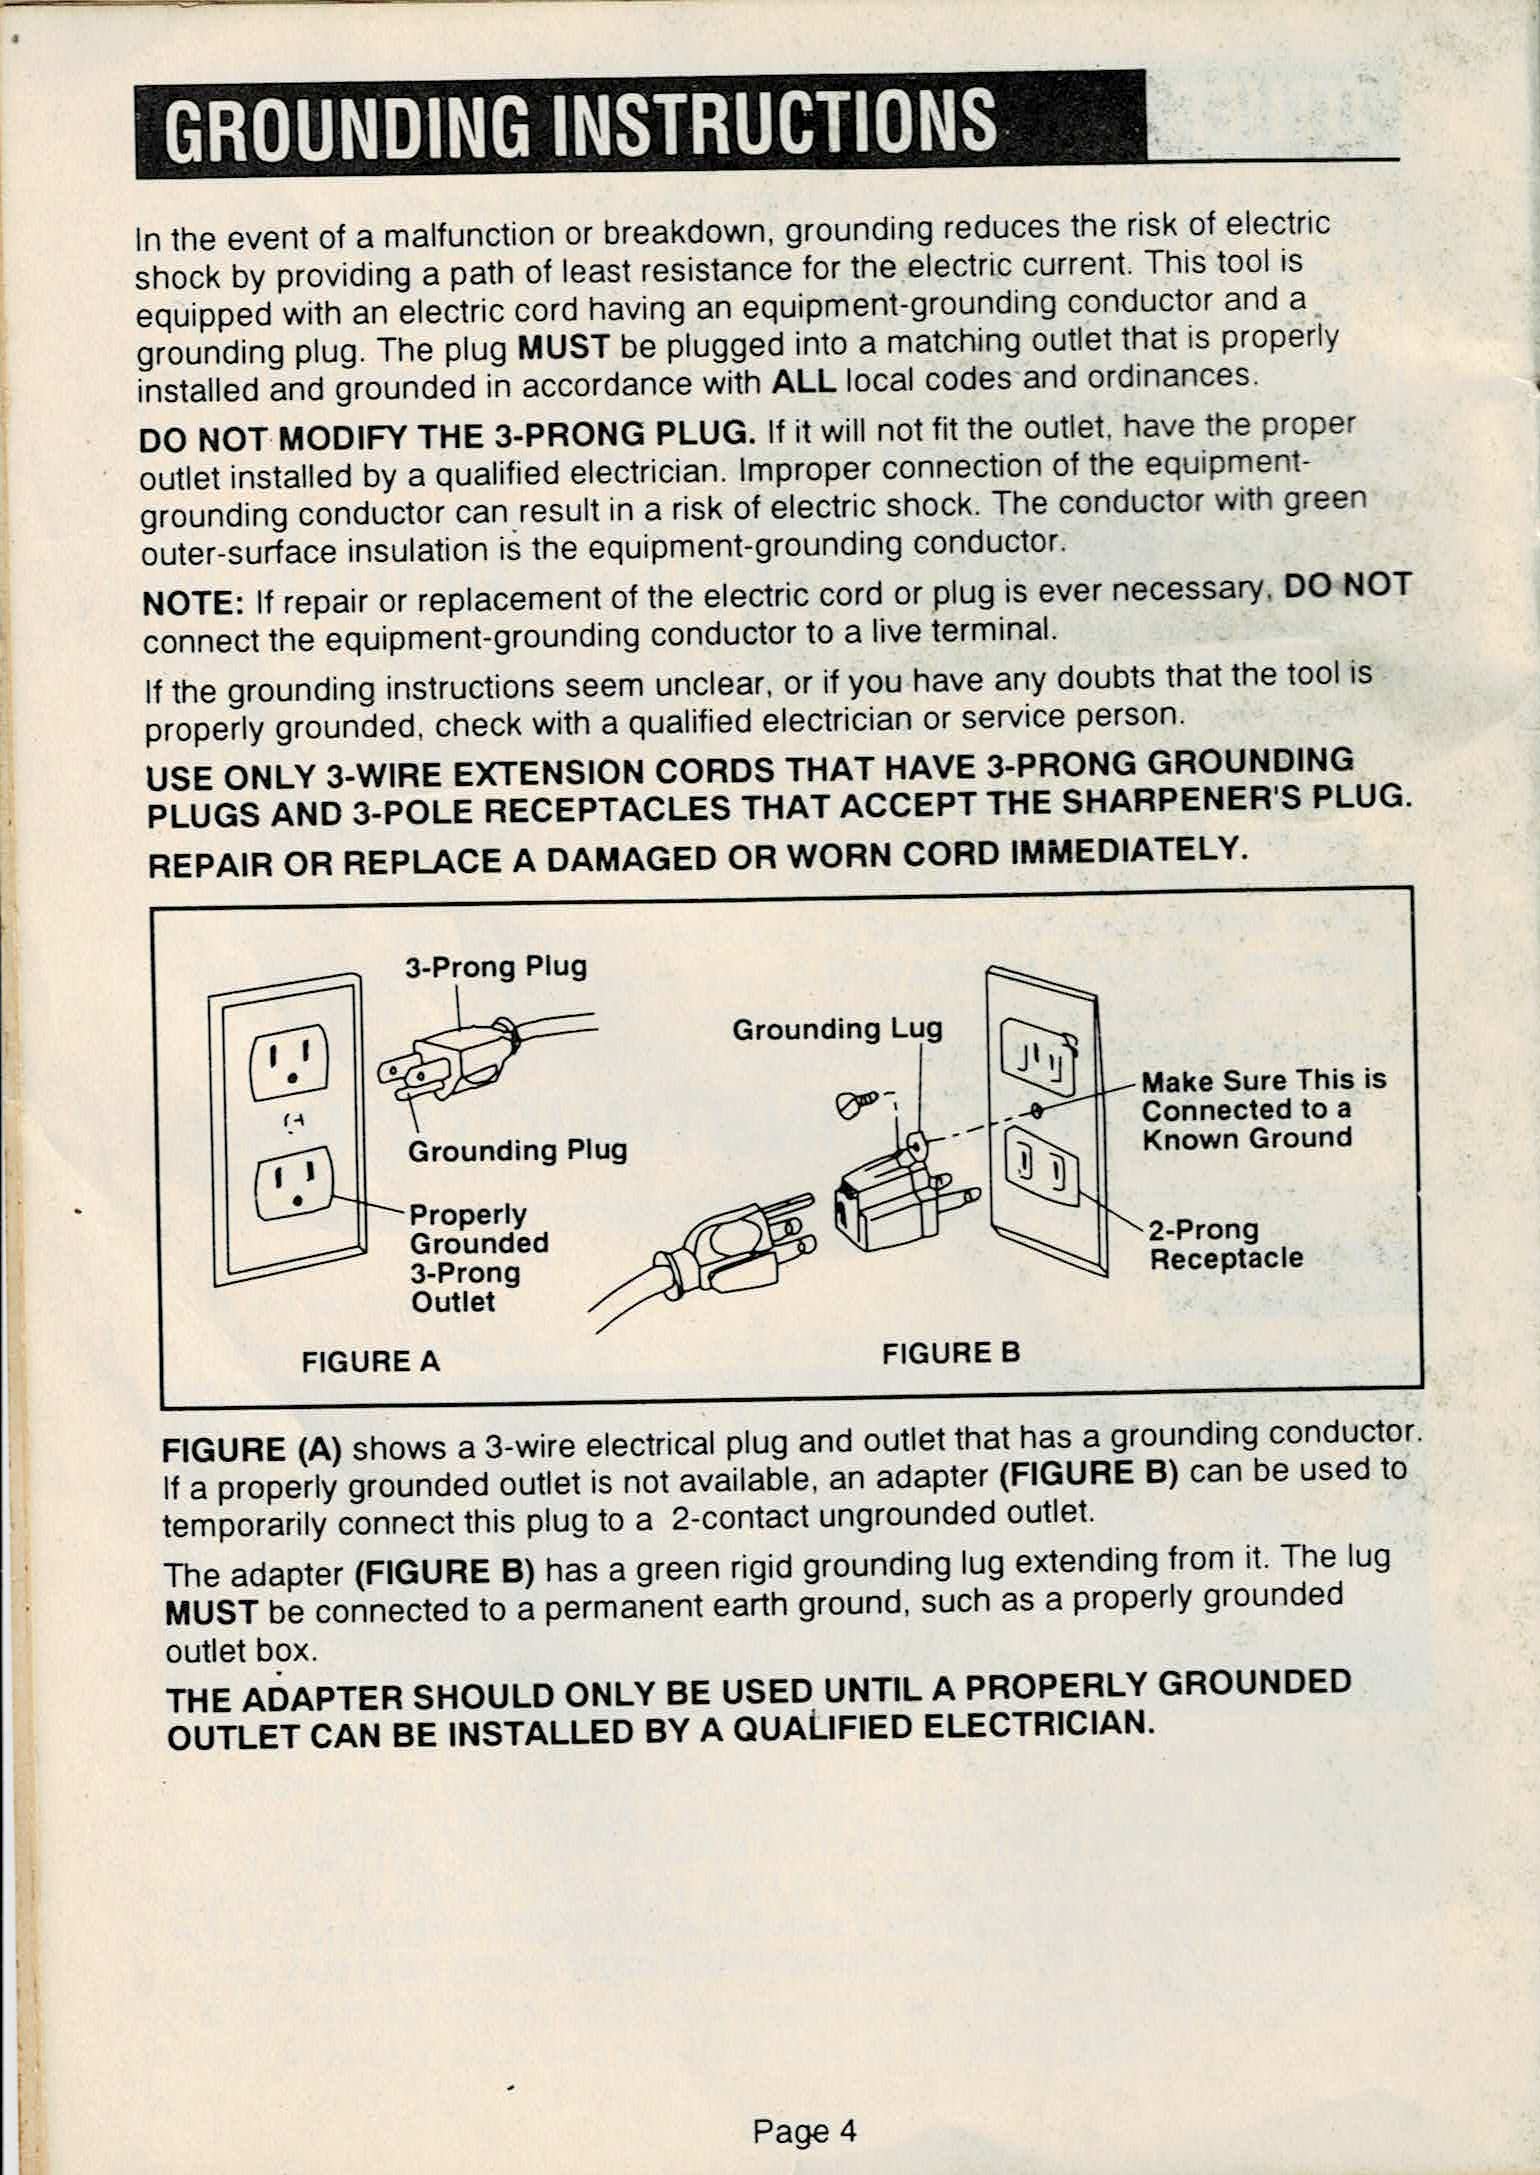 GROUNDING INSTRUCTIONS
In the event of a malfunction or breakdown, grounding reduces the risk of electric
shock by providing a path of least resistance for the electric current. This tool is
equipped with an electric cord having an equipment-grounding conductor and a
grounding plug. The plug MUST be plugged into a matching outlet that is properly
installed and grounded in accordance with ALL local codes and ordinances.
DO NOT MODIFY THE 3-PRONG PLUG. If it will not fit the outlet, have the proper
outlet installed by a qualified electrician. Improper connection of the equipment-
grounding conductor can result in a risk of electric shock. The conductor with green
outer-surface insulation is the equipment-grounding conductor.
NOTE: If repair or replacement of the electric cord or plug is ever necessary, DO NOT
connect the equipment-grounding conductor to a live terminal.
If the grounding instructions seem unclear, or if you have any doubts that the tool is
properly grounded, check with a qualified electrician or service person.
USE ONLY 3-WIRE EXTENSION CORDS THAT HAVE 3-PRONG GROUNDING
PLUGS AND 3-POLE RECEPTACLES THAT ACCEPT THE SHARPENER'S PLUG.
REPAIR OR REPLACE A DAMAGED OR WORN CORD IMMEDIATELY.
3-Prong Plug
Grounding Plug
Properly
Grounded
3-Prong
Outlet
FIGURE A
Grounding Lug
Make Sure This is
Connected to a
Known Ground
2-Prong
Receptacle
FIGURE B
FIGURE (A) shows a 3-wire electrical plug and outlet that has a grounding conductor.
If a properly grounded outlet is not available, an adapter (FIGURE B) can be used to
temporarily connect this plug to a 2-contact ungrounded outlet.
The adapter (FIGURE B) has a green rigid grounding lug extending from it. The lug
MUST be connected to a permanent earth ground, such as a properly grounded
outlet box.
THE ADAPTER SHOULD ONLY BE USED UNTIL A PROPERLY GROUNDED
OUTLET CAN BE INSTALLED BY A QUALIFIED ELECTRICIAN.
Page 4